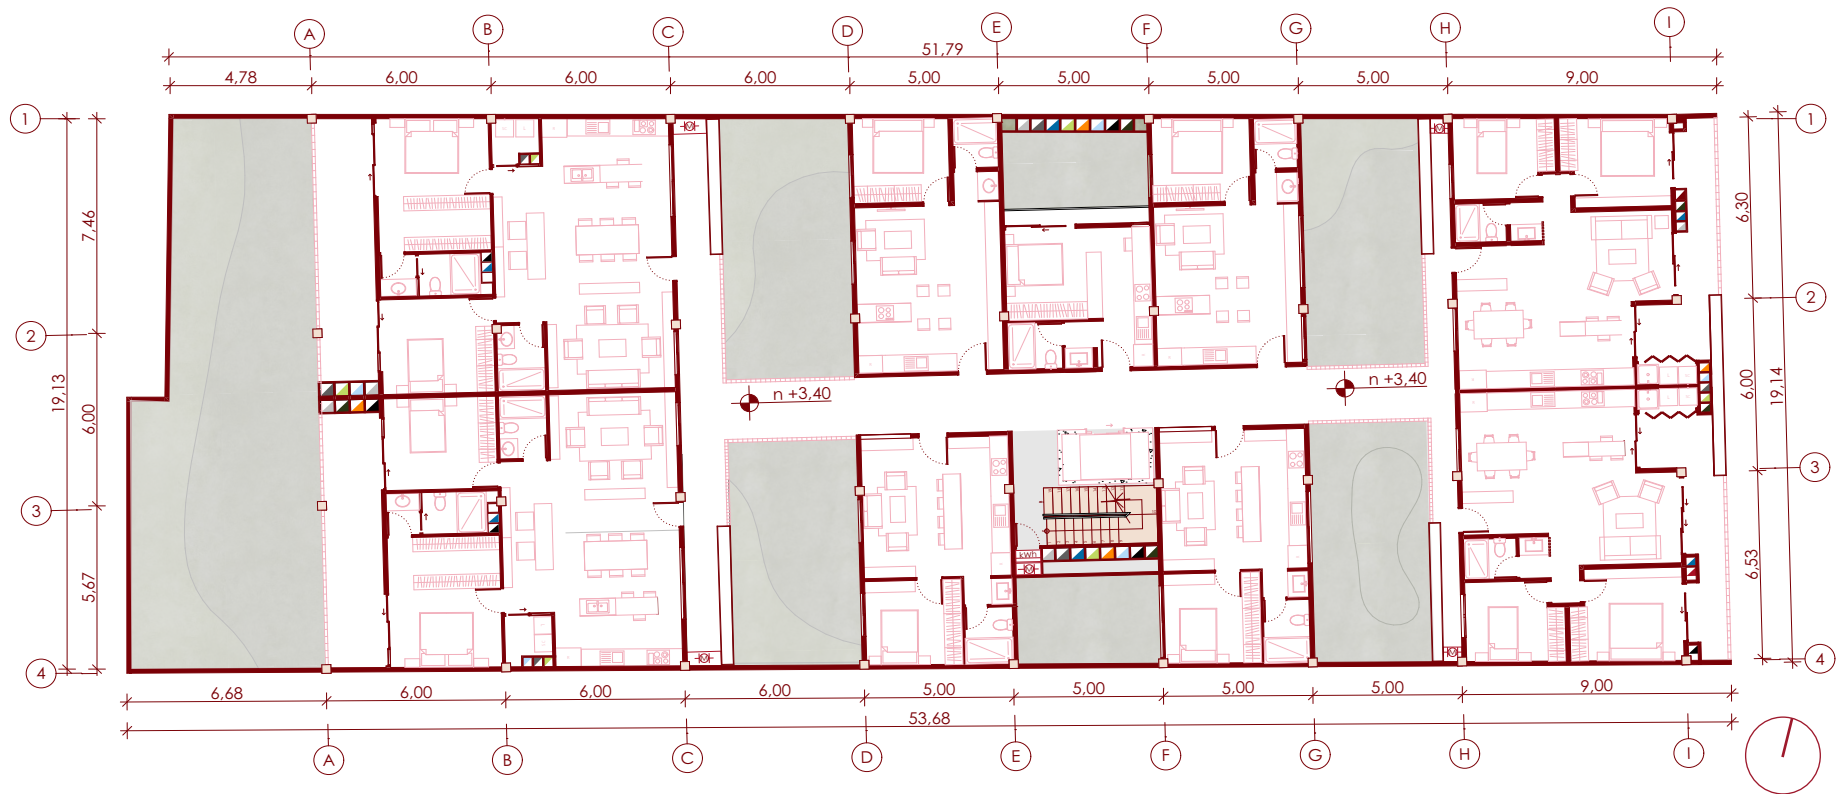 A B C D E F G H I
51,79
4,78 6,00 6,00 6,00 5,00 5,00 5,00 5,00 9,00
1 1
7,46 6,30
2 2
19,13 6,00 6,00 19,14
n +3,40 n +3,40
3 3
5,67 6,53
kWh
M M M M M
4 4
6,68 6,00 6,00 6,00 5,00 5,00 5,00 5,00 9,00
53,68
A B C D E F G H I